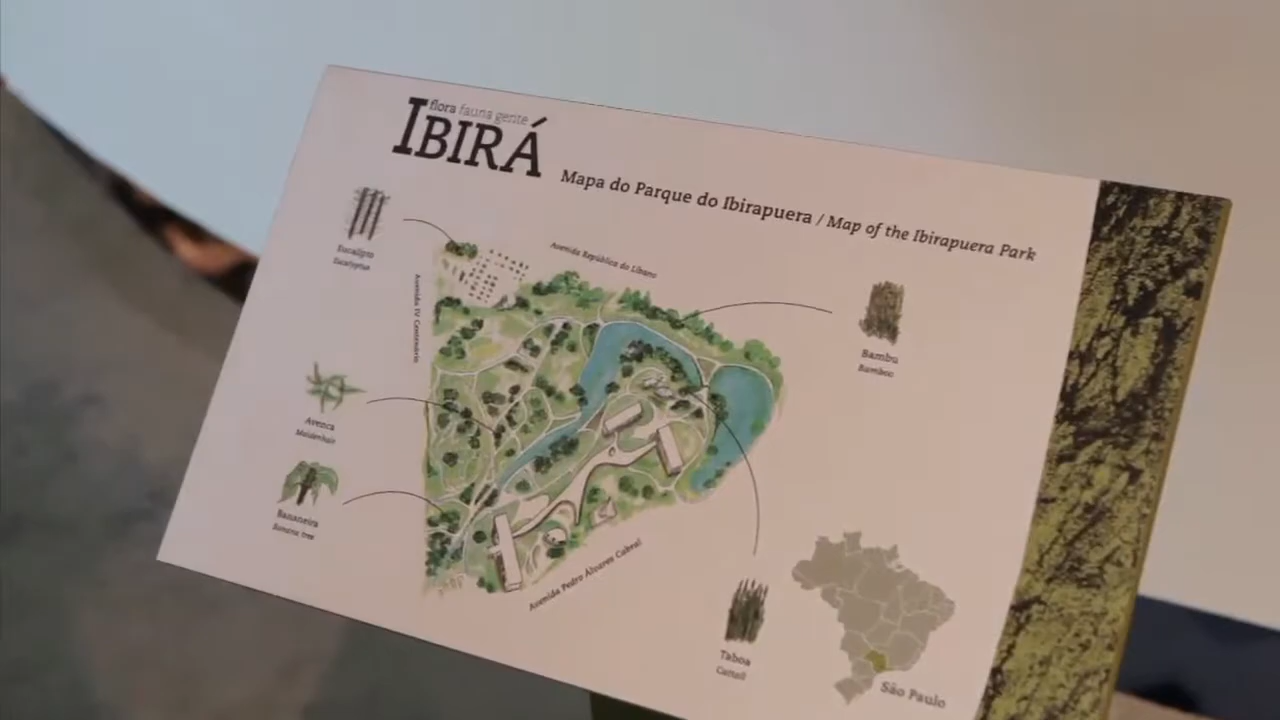 flora fauna gente
IBIRÁ
Mapa do Parque do Ibirapuera / Map of the Ibirapuera Park
Eucalipto
Eucalyptus
Avenida República do Líbano
Avenida IV Centenário
Bambu
Bamboo
Avenca
Maidenhair
Bananeira
Banana tree
Avenida Pedro Álvares Cabral
Taboa
Cattail
São Paulo